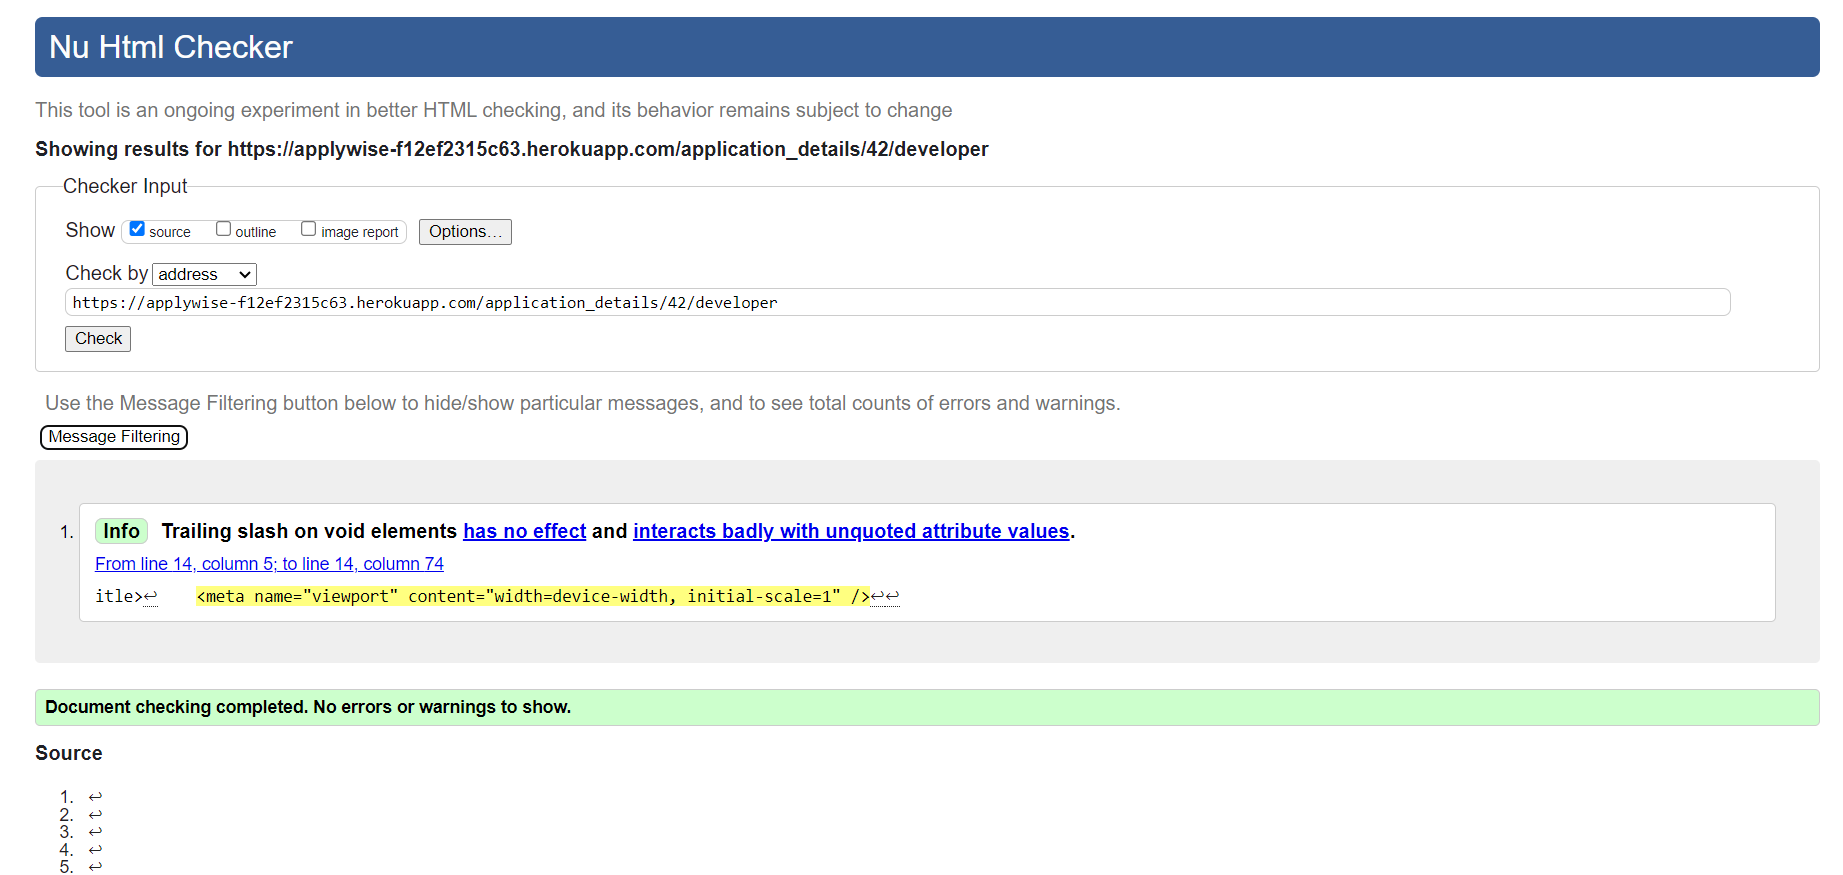 Nu Html Checker
This tool is an ongoing experiment in better HTML checking, and its behavior remains subject to change
Showing results for https://applywise-f12ef2315c63.herokuapp.com/application_details/42/developer
Checker Input
Show source outline image report Options…
Check by address
https://applywise-f12ef2315c63.herokuapp.com/application_details/42/developer
Check
Use the Message Filtering button below to hide/show particular messages, and to see total counts of errors and warnings.
Message Filtering
1. Info Trailing slash on void elements has no effect and interacts badly with unquoted attribute values.
From line 14, column 5; to line 14, column 74
itle>↩    <meta name="viewport" content="width=device-width, initial-scale=1" />↩↩
Document checking completed. No errors or warnings to show.
Source
1. ↩
2. ↩
3. ↩
4. ↩
5. ↩